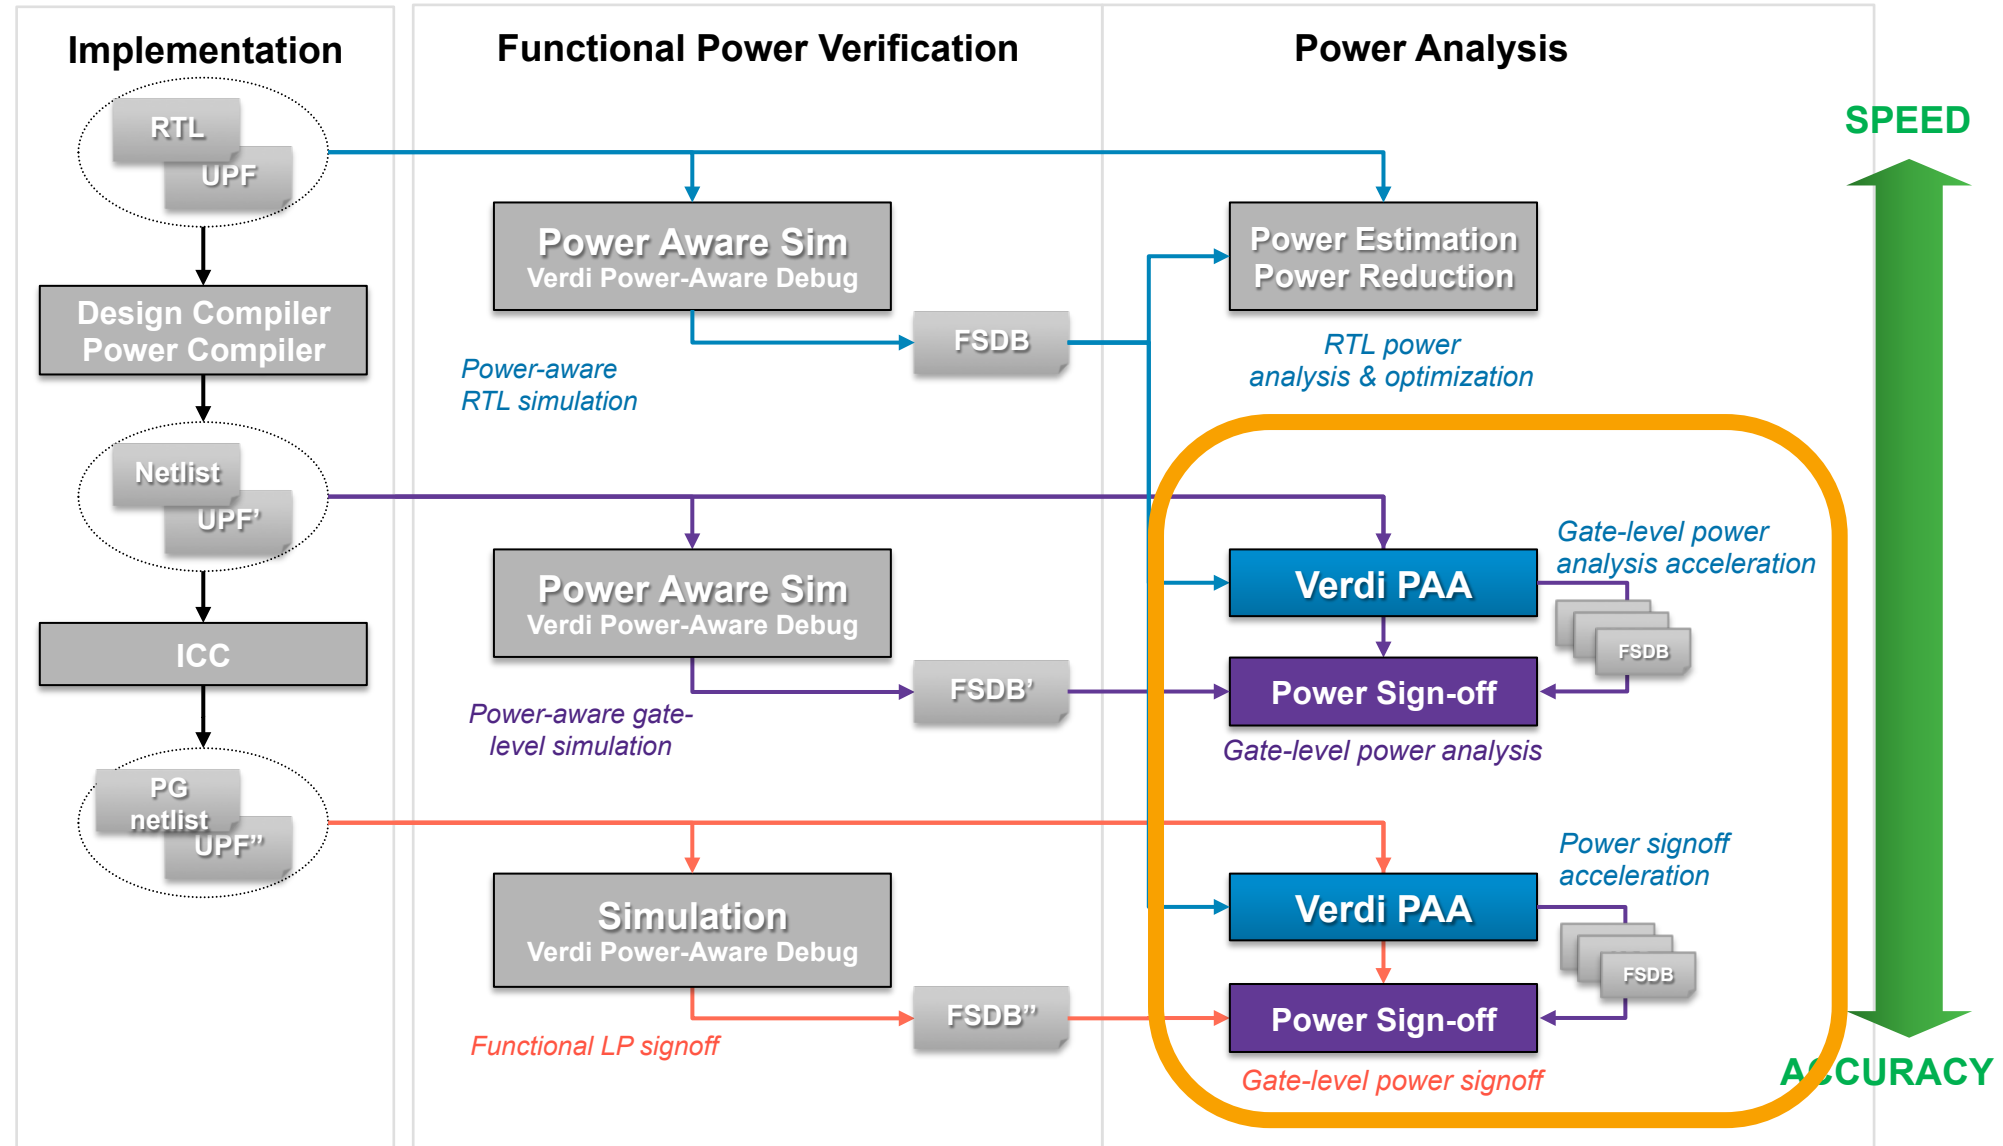 Implementation
Functional Power Verification
Power Analysis
RTL
UPF
Design Compiler
Power Compiler
Netlist
UPF’
ICC
PG
netlist
UPF’’
Power Aware Sim
Verdi Power-Aware Debug
FSDB
Power-aware
RTL simulation
Power Aware Sim
Verdi Power-Aware Debug
FSDB’
Power-aware gate-
level simulation
Simulation
Verdi Power-Aware Debug
FSDB’’
Functional LP signoff
Power Estimation
Power Reduction
RTL power
analysis & optimization
Gate-level power
analysis acceleration
Verdi PAA
FSDB
Power Sign-off
Gate-level power analysis
Power signoff
acceleration
Verdi PAA
FSDB
Power Sign-off
Gate-level power signoff
SPEED
ACCURACY